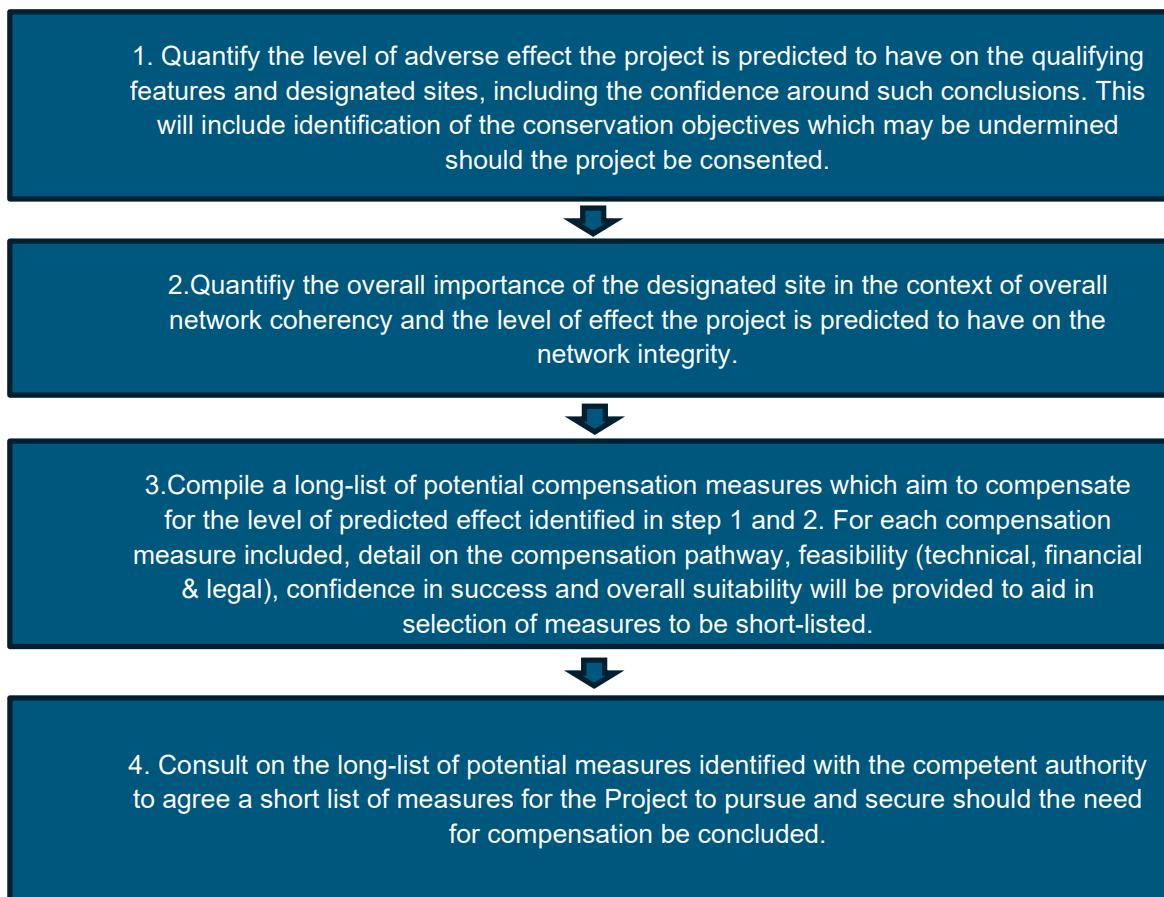 1. Quantify the level of adverse effect the project is predicted to have on the qualifying
features and designated sites, including the confidence around such conclusions. This
will include identification of the conservation objectives which may be undermined
should the project be consented.
2.Quantifiy the overall importance of the designated site in the context of overall
network coherency and the level of effect the project is predicted to have on the
network integrity.
3.Compile a long-list of potential compensation measures which aim to compensate
for the level of predicted effect identified in step 1 and 2. For each compensation
measure included, detail on the compensation pathway, feasibility (technical, financial
& legal), confidence in success and overall suitability will be provided to aid in
selection of measures to be short-listed.
4. Consult on the long-list of potential measures identified with the competent authority
to agree a short list of measures for the Project to pursue and secure should the need
for compensation be concluded.